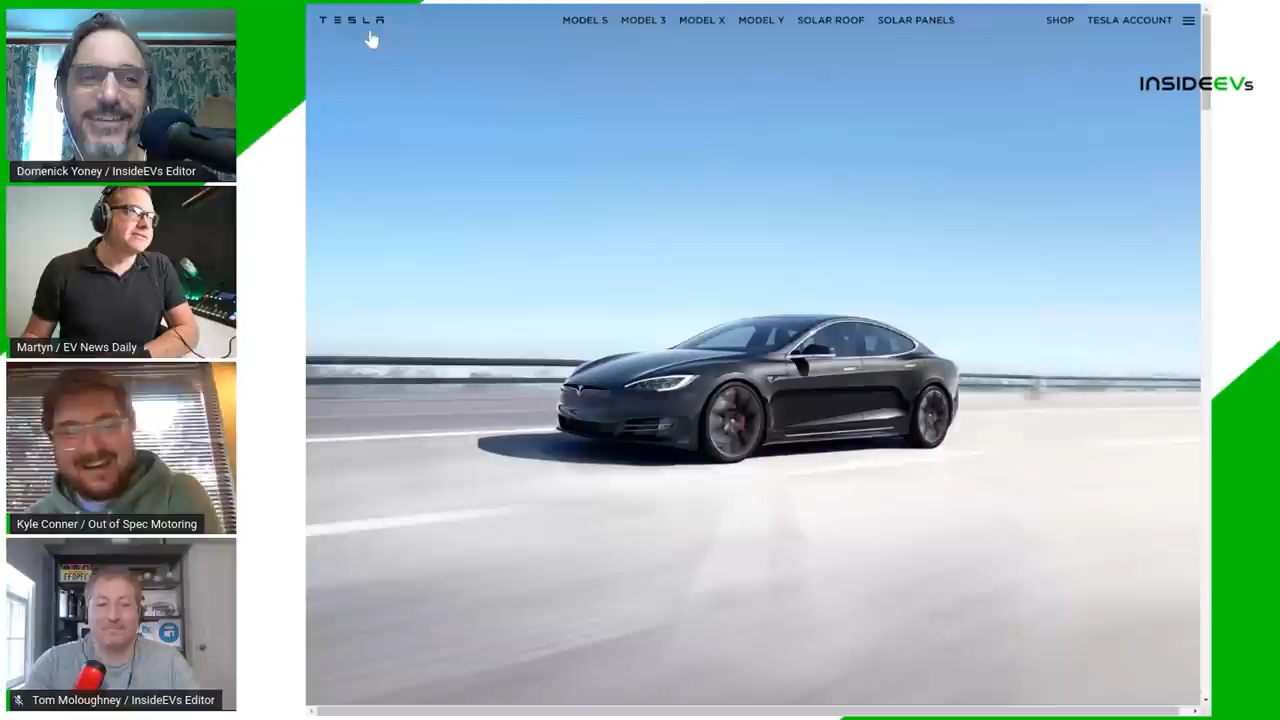 TESLA
MODEL S MODEL 3 MODEL X MODEL Y SOLAR ROOF SOLAR PANELS
SHOP TESLA ACCOUNT
INSIDEEVs
Domenick Yoney / InsideEVs Editor
Martyn / EV News Daily
Kyle Conner / Out of Spec Motoring
Tom Moloughney / InsideEVs Editor